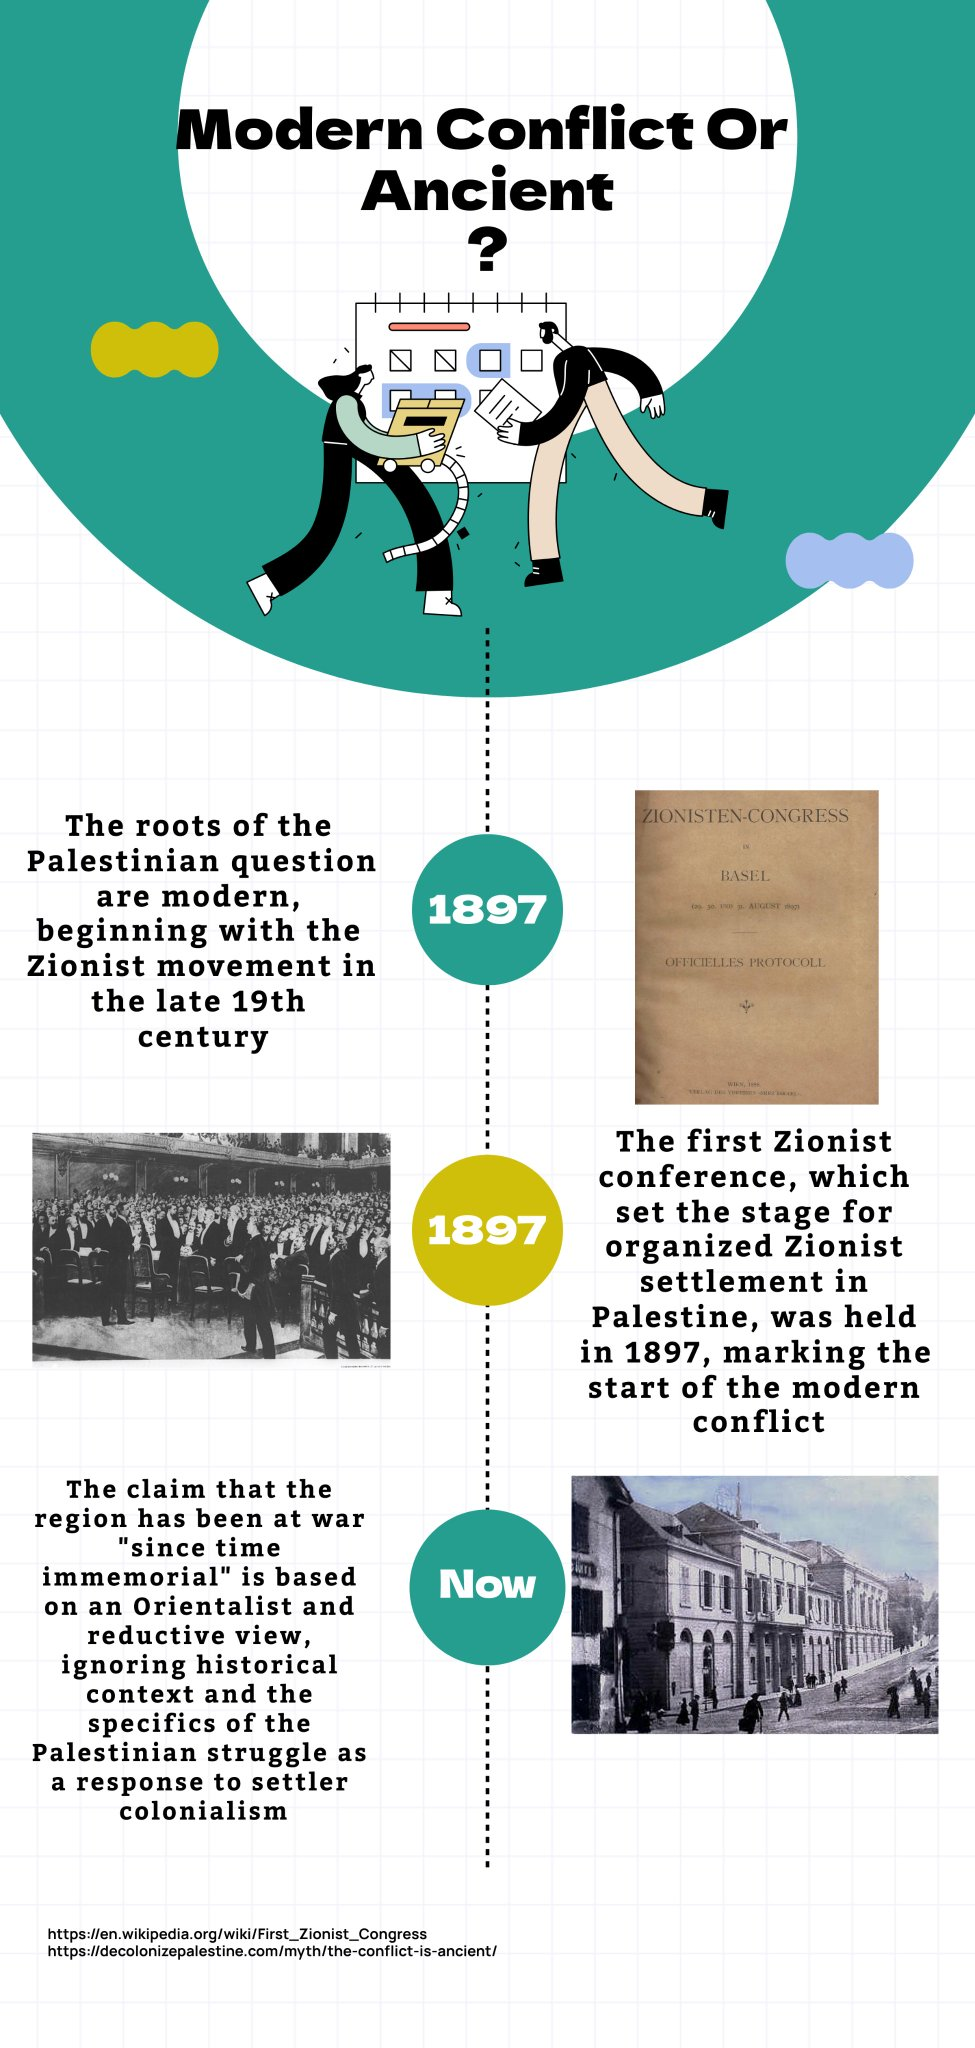 Modern Conflict Or
Ancient
?
The roots of the
Palestinian question
are modern,
beginning with the
Zionist movement in
the late 19th
century
1897
ZIONISTEN-CONGRESS
IN
BASEL
(29. 30. UND 31. AUGUST 1897)
OFFICIELLES PROTOCOLL
WIEN, 1898.
1897
The first Zionist
conference, which
set the stage for
organized Zionist
settlement in
Palestine, was held
in 1897, marking the
start of the modern
conflict
The claim that the
region has been at war
"since time
immemorial" is based
on an Orientalist and
reductive view,
ignoring historical
context and the
specifics of the
Palestinian struggle as
a response to settler
colonialism
Now
https://en.wikipedia.org/wiki/First_Zionist_Congress
https://decolonizepalestine.com/myth/the-conflict-is-ancient/